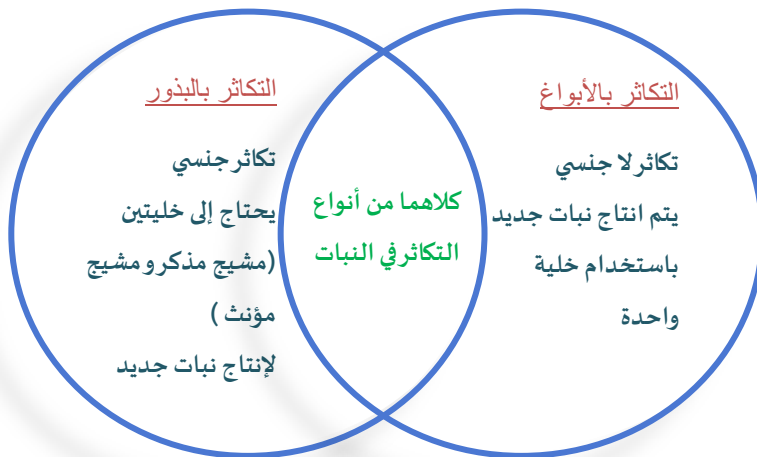 التكاثر بالأبواغ
تكاثر لا جنسي
يتم انتاج نبات جديد
باستخدام خلية
واحدة
كلاهما من أنواع
التكاثر في النبات
التكاثر بالبذور
تكاثر جنسي
يحتاج إلى خليتين
(مشيج مذكر و مشيج
مؤنث )
لإنتاج نبات جديد